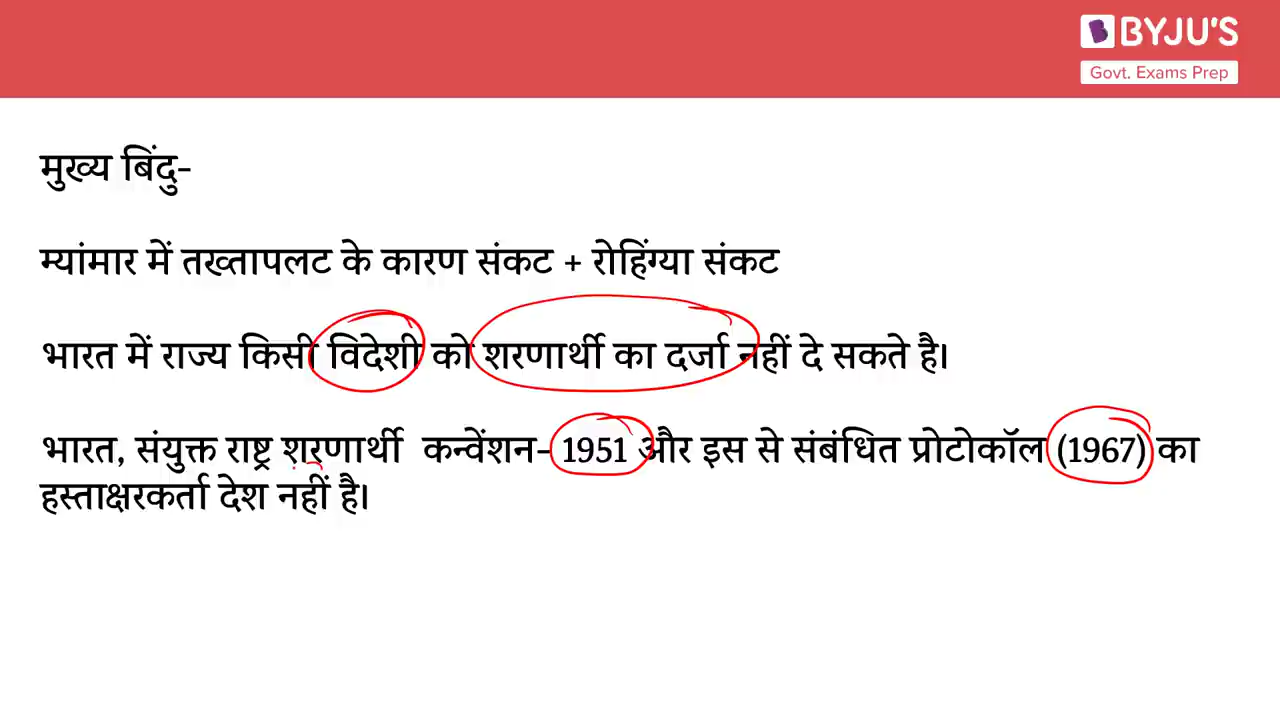 BYJU'S
Govt. Exams Prep
मुख्य बिंदु-
म्यांमार में तख्तापलट के कारण संकट + रोहिंग्या संकट
भारत में राज्य किसी विदेशी को शरणार्थी का दर्जा नहीं दे सकते है।
भारत, संयुक्त राष्ट्र शरणार्थी कन्वेंशन- 1951 और इस से संबंधित प्रोटोकॉल (1967) का
हस्ताक्षरकर्ता देश नहीं है।